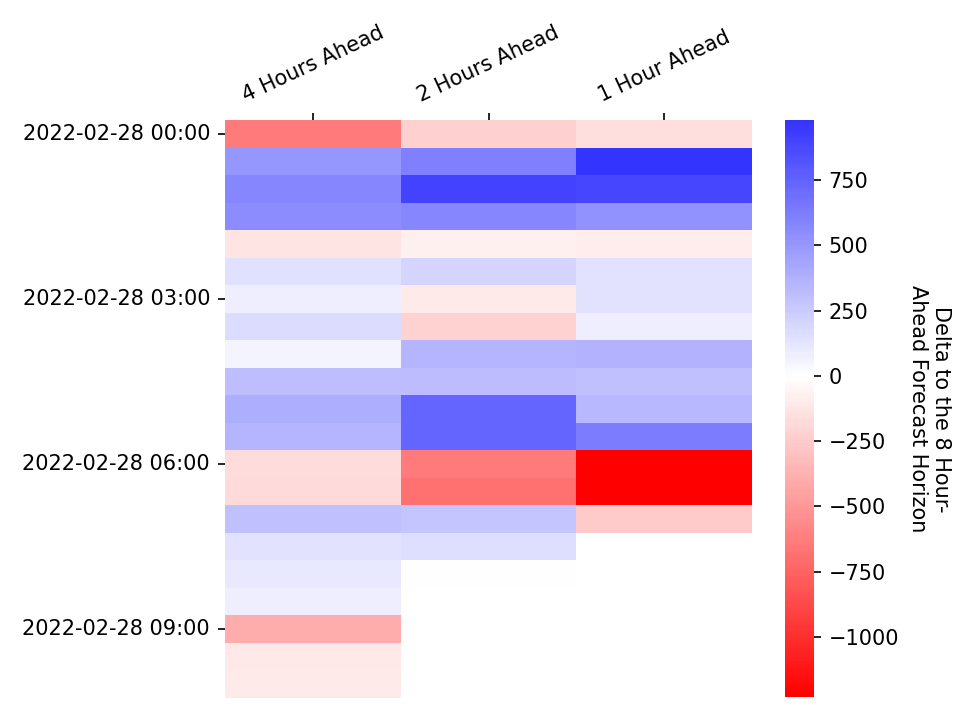 4 Hours Ahead
2 Hours Ahead
1 Hour Ahead
2022-02-28 00:00
2022-02-28 03:00
2022-02-28 06:00
2022-02-28 09:00
750
500
250
0
−250
−500
−750
−1000
Delta to the 8 Hour-
Ahead Forecast Horizon